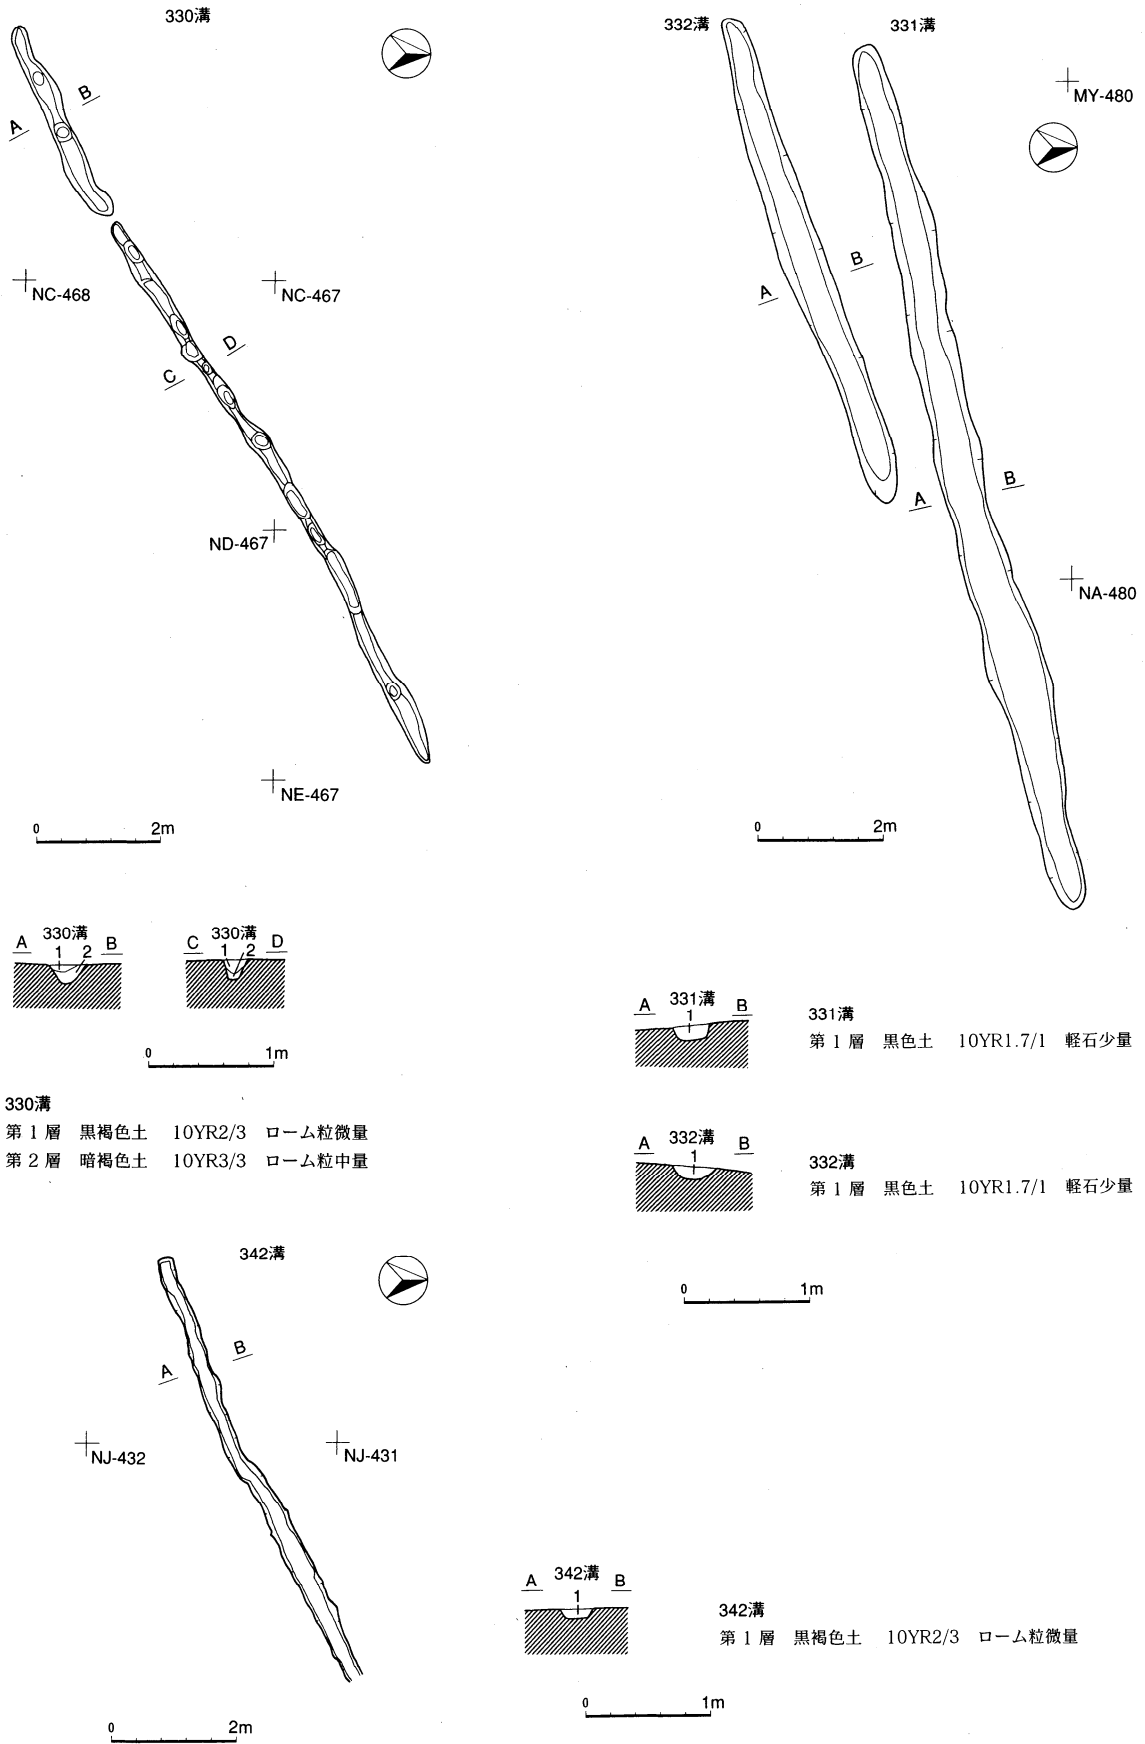 330溝
A
B
NC-468
NC-467
C
D
ND-467
NE-467
0 2m
332溝
331溝
MY-480
A
B
A
B
NA-480
0 2m
A 330溝 B
1 2
C 330溝 D
1 2
0 1m
330溝
第1層 黒褐色土 10YR2/3 ローム粒微量
第2層 暗褐色土 10YR3/3 ローム粒中量
A 331溝 B
1
331溝
第1層 黒色土 10YR1.7/1 軽石少量
A 332溝 B
1
332溝
第1層 黒色土 10YR1.7/1 軽石少量
0 1m
342溝
A
B
NJ-432
NJ-431
0 2m
A 342溝 B
1
342溝
第1層 黒褐色土 10YR2/3 ローム粒微量
0 1m